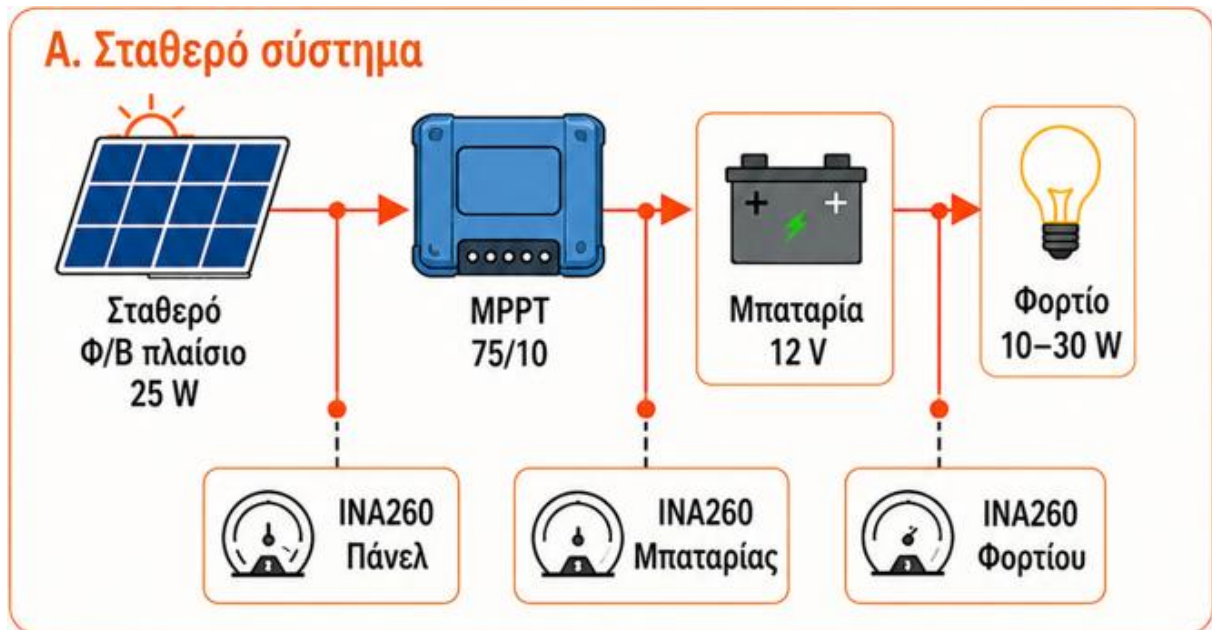 Α. Σταθερό σύστημα
Σταθερό
Φ/Β πλαίσιο
25 W
MPPT
75/10
Μπαταρία
12 V
Φορτίο
10–30 W
INA260
Πάνελ
INA260
Μπαταρίας
INA260
Φορτίου